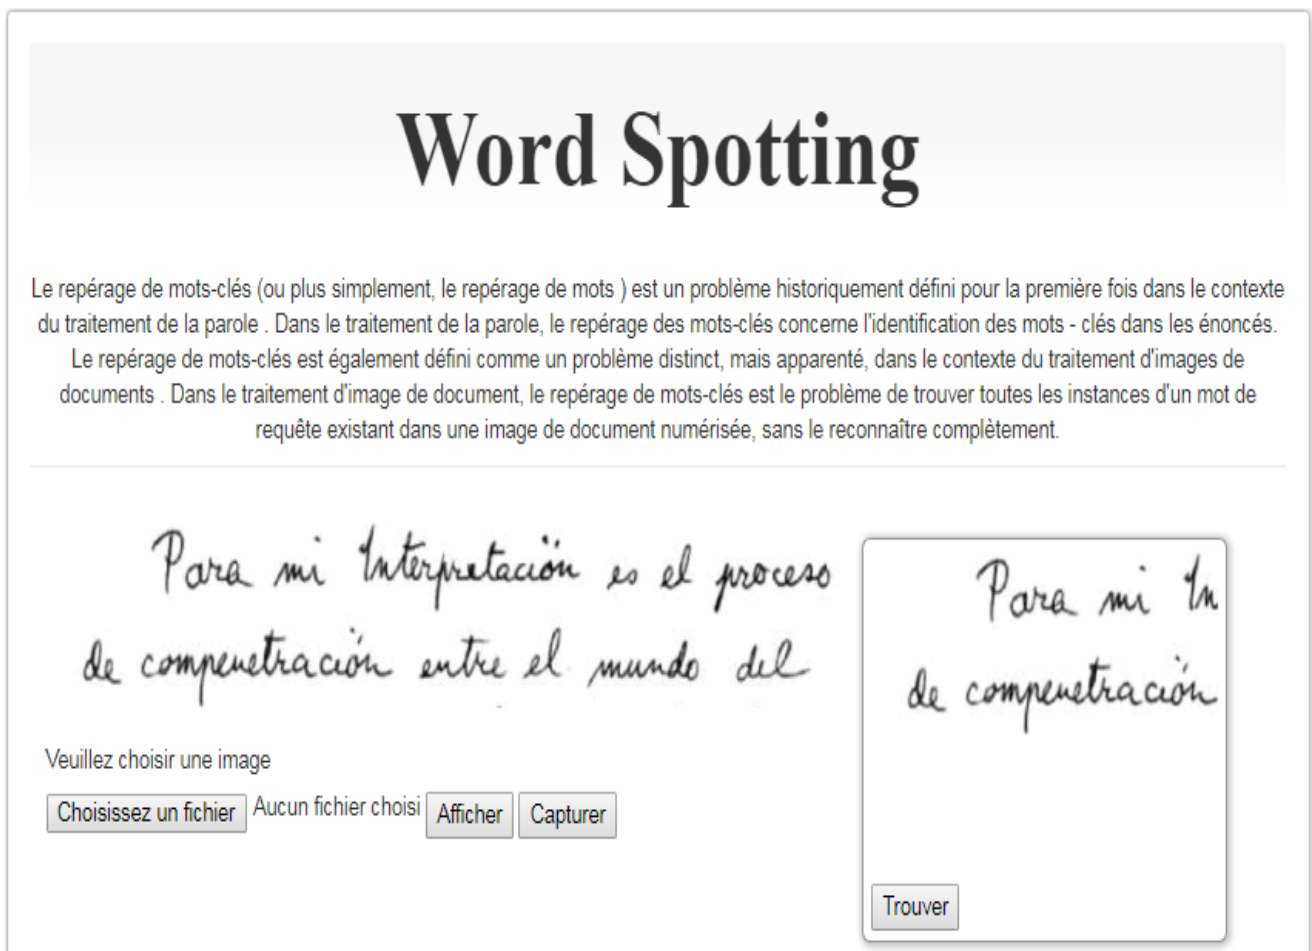 Word Spotting
Le repérage de mots-clés (ou plus simplement, le repérage de mots ) est un problème historiquement défini pour la première fois dans le contexte
du traitement de la parole . Dans le traitement de la parole, le repérage des mots-clés concerne l'identification des mots - clés dans les énoncés.
Le repérage de mots-clés est également défini comme un problème distinct, mais apparenté, dans le contexte du traitement d'images de
documents . Dans le traitement d'image de document, le repérage de mots-clés est le problème de trouver toutes les instances d'un mot de
requête existant dans une image de document numérisée, sans le reconnaître complètement.
Para mi Interpretación es el proceso
de compenetración entre el mundo del
Veuillez choisir une image
Choisissez un fichier Aucun fichier choisi Afficher Capturer
Para mi In
de compenetración
Trouver